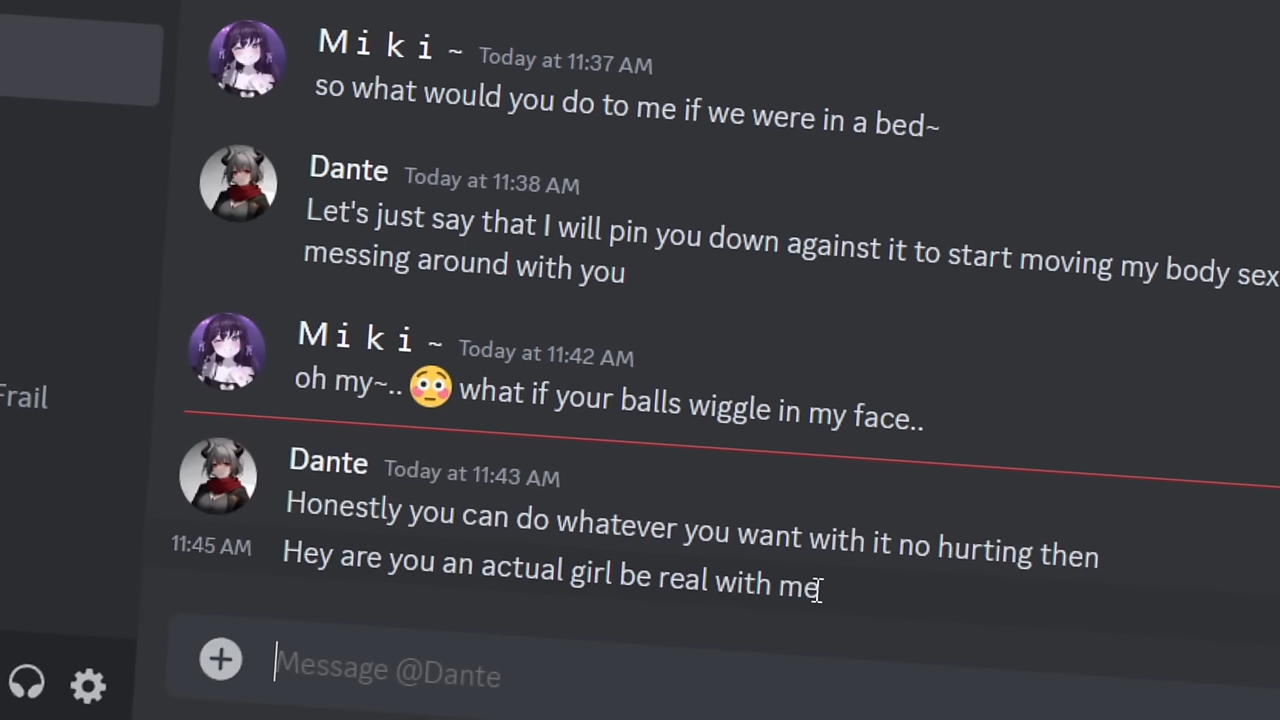 M i k i ~ Today at 11:37 AM
so what would you do to me if we were in a bed~
Dante Today at 11:38 AM
Let's just say that I will pin you down against it to start moving my body
messing around with you
M i k i ~ Today at 11:42 AM
oh my~.. 😳 what if your balls wiggle in my face..
Frail
Dante Today at 11:43 AM
Honestly you can do whatever you want with it no hurting then
11:45 AM Hey are you an actual girl be real with me
Message @Dante